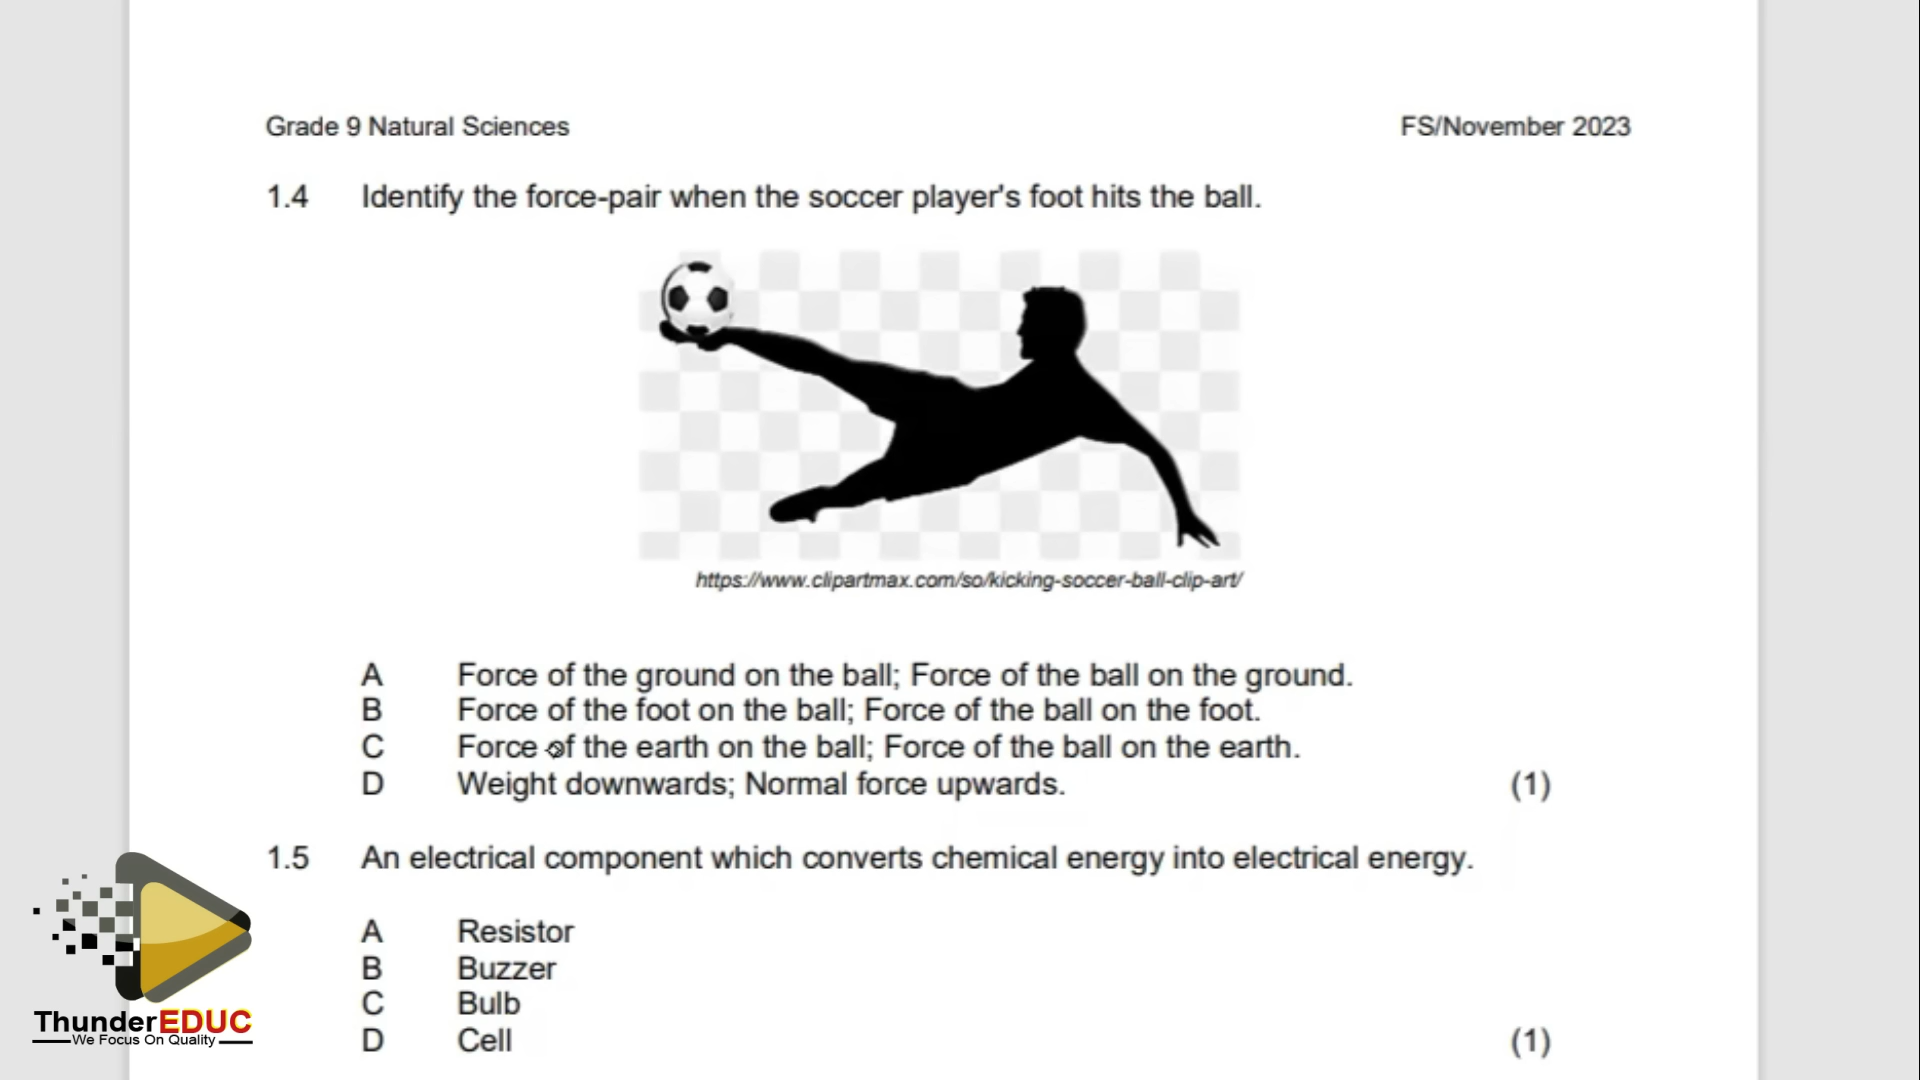 Grade 9 Natural Sciences FS/November 2023
1.4 Identify the force-pair when the soccer player's foot hits the ball.
https://www.clipartmax.com/so/kicking-soccer-ball-clip-art/
A Force of the ground on the ball; Force of the ball on the ground.
B Force of the foot on the ball; Force of the ball on the foot.
C Force of the earth on the ball; Force of the ball on the earth.
D Weight downwards; Normal force upwards. (1)
1.5 An electrical component which converts chemical energy into electrical energy.
A Resistor
B Buzzer
C Bulb
D Cell (1)
ThunderEDUC
We Focus On Quality